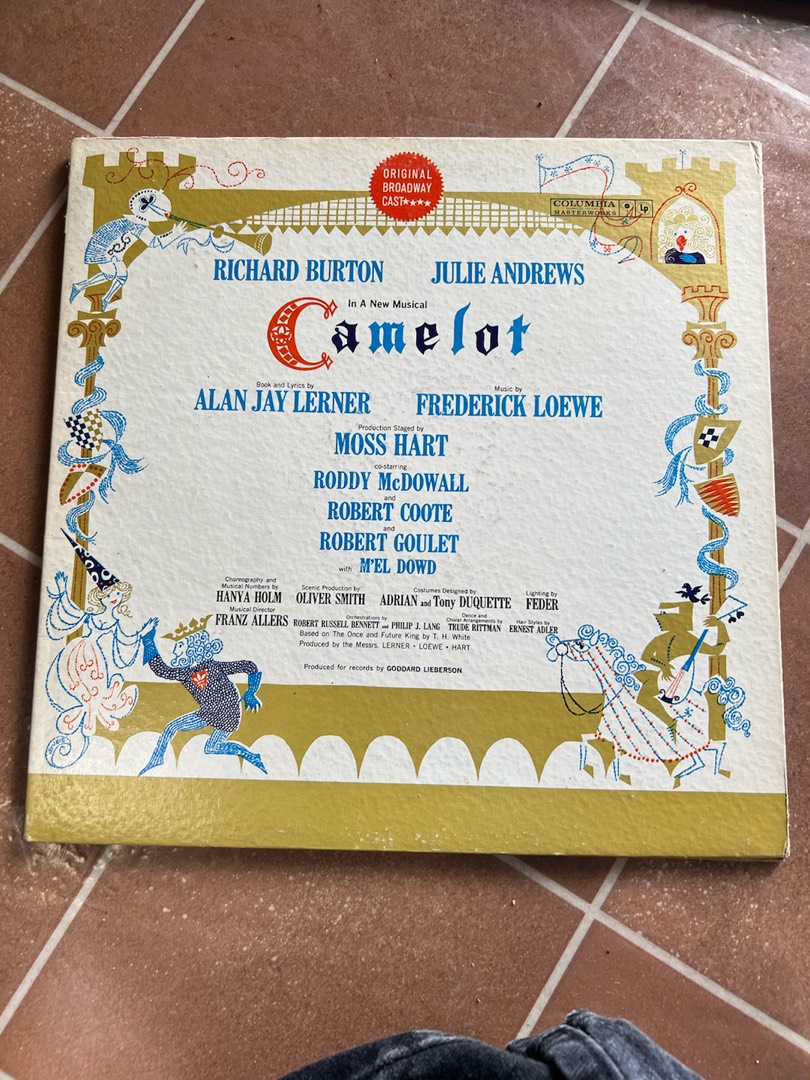 ORIGINAL
BROADWAY
CAST★★★★
COLUMBIA
MASTERWORKS
Lp
RICHARD BURTON JULIE ANDREWS
In A New Musical
Camelot
Book and Lyrics by Music by
ALAN JAY LERNER FREDERICK LOEWE
Production Staged by
MOSS HART
co-starring
RODDY McDOWALL
and
ROBERT COOTE
and
ROBERT GOULET
with M'EL DOWD
Choreography and
Musical Numbers by
HANYA HOLM
Scenic Production by
OLIVER SMITH
Costumes Designed by
ADRIAN and Tony DUQUETTE
Lighting by
FEDER
Musical Director
FRANZ ALLERS
Orchestrations by
ROBERT RUSSELL BENNETT and PHILIP J. LANG
Dance and
Choral Arrangements by
TRUDE RITTMAN
Hair Styles by
ERNEST ADLER
Based on The Once and Future King by T. H. White
Produced by the Messrs. LERNER • LOEWE • HART
Produced for records by GODDARD LIEBERSON